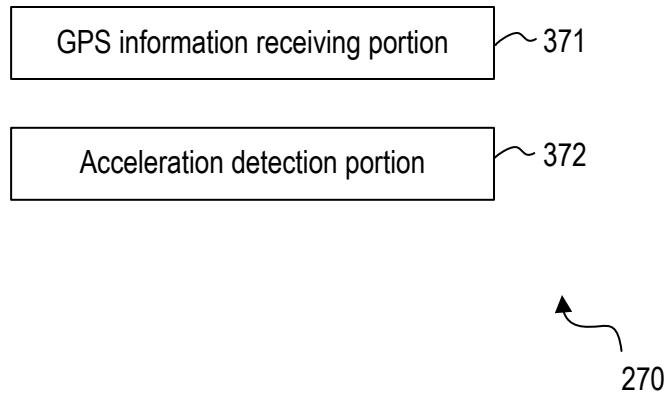 GPS information receiving portion 371
Acceleration detection portion 372
270